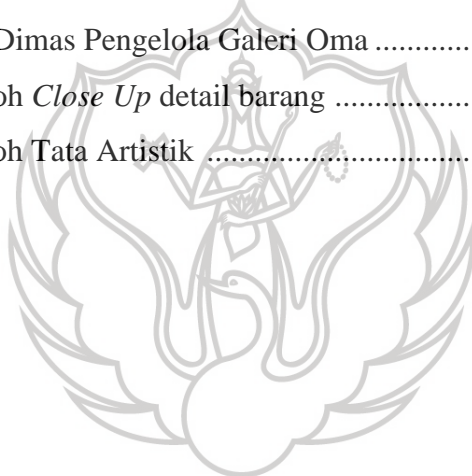 Dimas Pengelola Galeri Oma .............
oh Close Up detail barang ..................
oh Tata Artistik ...................................